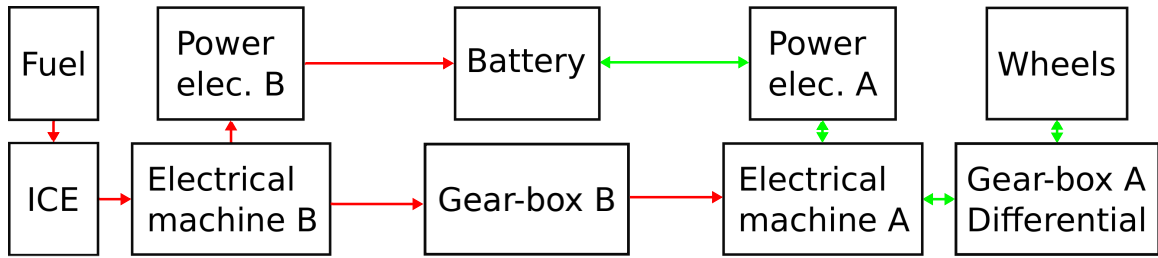 Fuel
Power
elec. B
Battery
Power
elec. A
Wheels
ICE
Electrical
machine B
Gear-box B
Electrical
machine A
Gear-box A
Differential